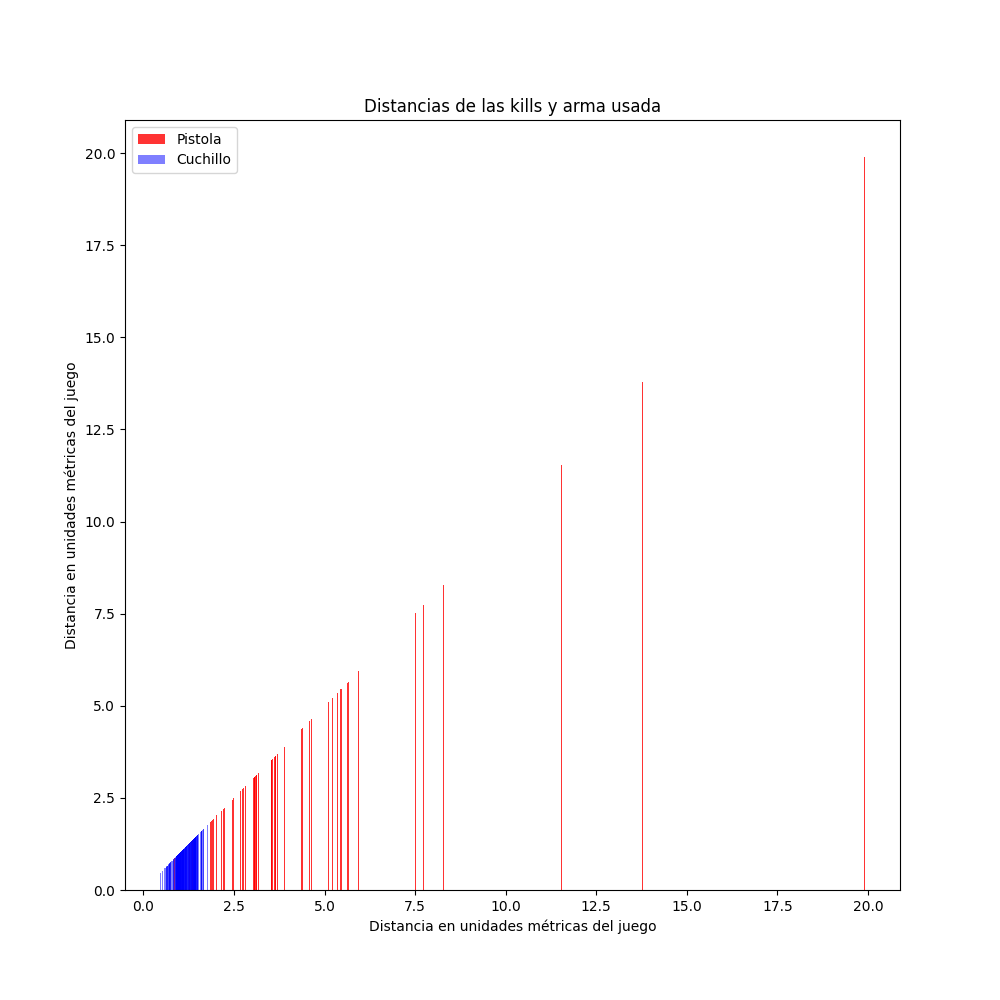 Distancias de las kills y arma usada
Pistola
Cuchillo
20.0
17.5
15.0
12.5
10.0
7.5
5.0
2.5
0.0
Distancia en unidades métricas del juego
0.0 2.5 5.0 7.5 10.0 12.5 15.0 17.5 20.0
Distancia en unidades métricas del juego